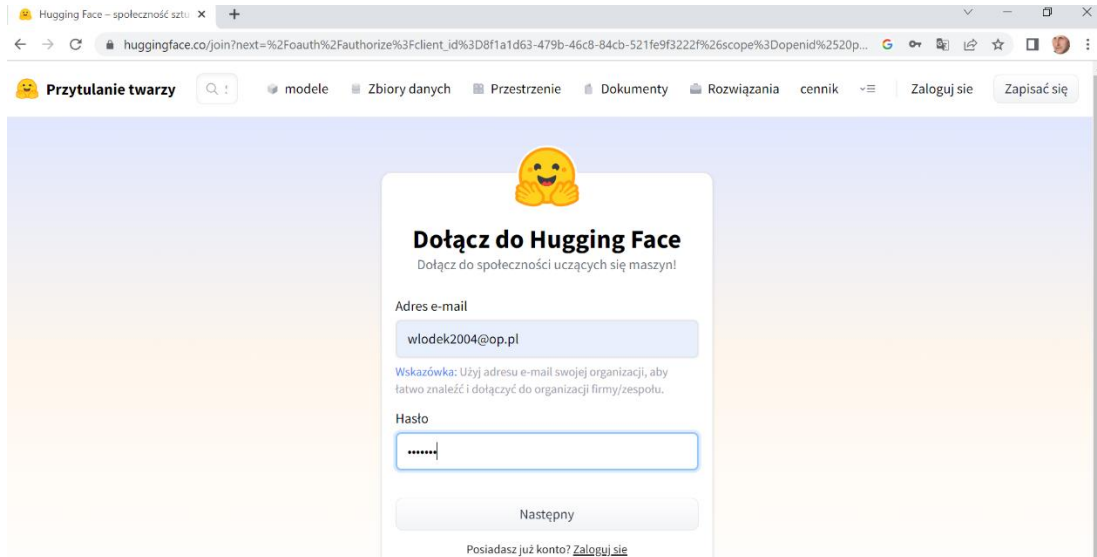 Hugging Face – społeczność sztu
huggingface.co/join?next=%2Foauth%2Fauthorize%3Fclient_id%3D8f1a1d63-479b-46c8-84cb-521fe9f3222f%26scope%3Dopenid%2520p...
Przytulanie twarzy modele Zbiory danych Przestrzenie Dokumenty Rozwiązania cennik Zaloguj sie Zapisać się
Dołącz do Hugging Face
Dołącz do społeczności uczących się maszyn!
Adres e-mail
wlodek2004@op.pl
Wskazówka: Użyj adresu e-mail swojej organizacji, aby
łatwo znaleźć i dołączyć do organizacji firmy/zespołu.
Hasło
•••••••
Następny
Posiadasz już konto? Zaloguj sie